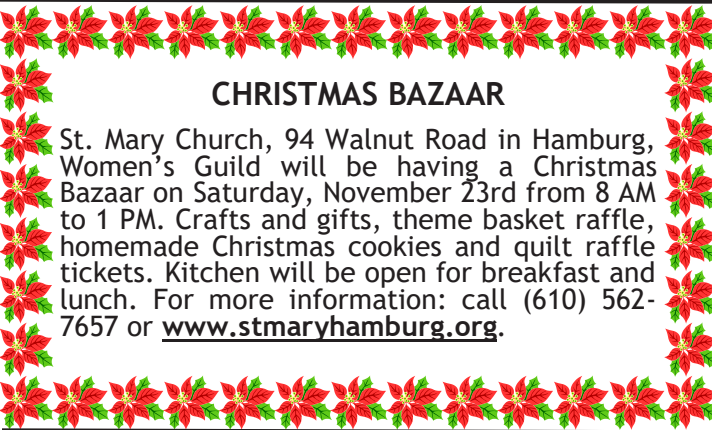 CHRISTMAS BAZAAR
St. Mary Church, 94 Walnut Road in Hamburg,
Women's Guild will be having a Christmas
Bazaar on Saturday, November 23rd from 8 AM
to 1 PM. Crafts and gifts, theme basket raffle,
homemade Christmas cookies and quilt raffle
tickets. Kitchen will be open for breakfast and
lunch. For more information: call (610) 562-
7657 or www.stmaryhamburg.org.